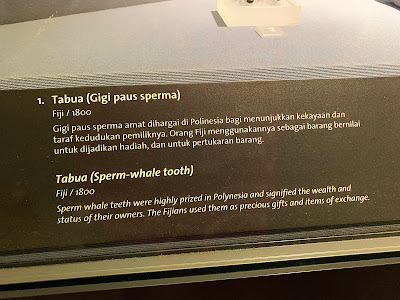 1. Tabua (Gigi paus sperma)
Fiji / 1800
Gigi paus sperma amat dihargai di Polinesia bagi menunjukkan kekayaan dan
taraf kedudukan pemiliknya. Orang Fiji menggunakannya sebagai barang bernilai
untuk dijadikan hadiah, dan untuk pertukaran barang.
Tabua (Sperm-whale tooth)
Fiji / 1800
Sperm whale teeth were highly prized in Polynesia and signified the wealth and
status of their owners. The Fijians used them as precious gifts and items of exchange.